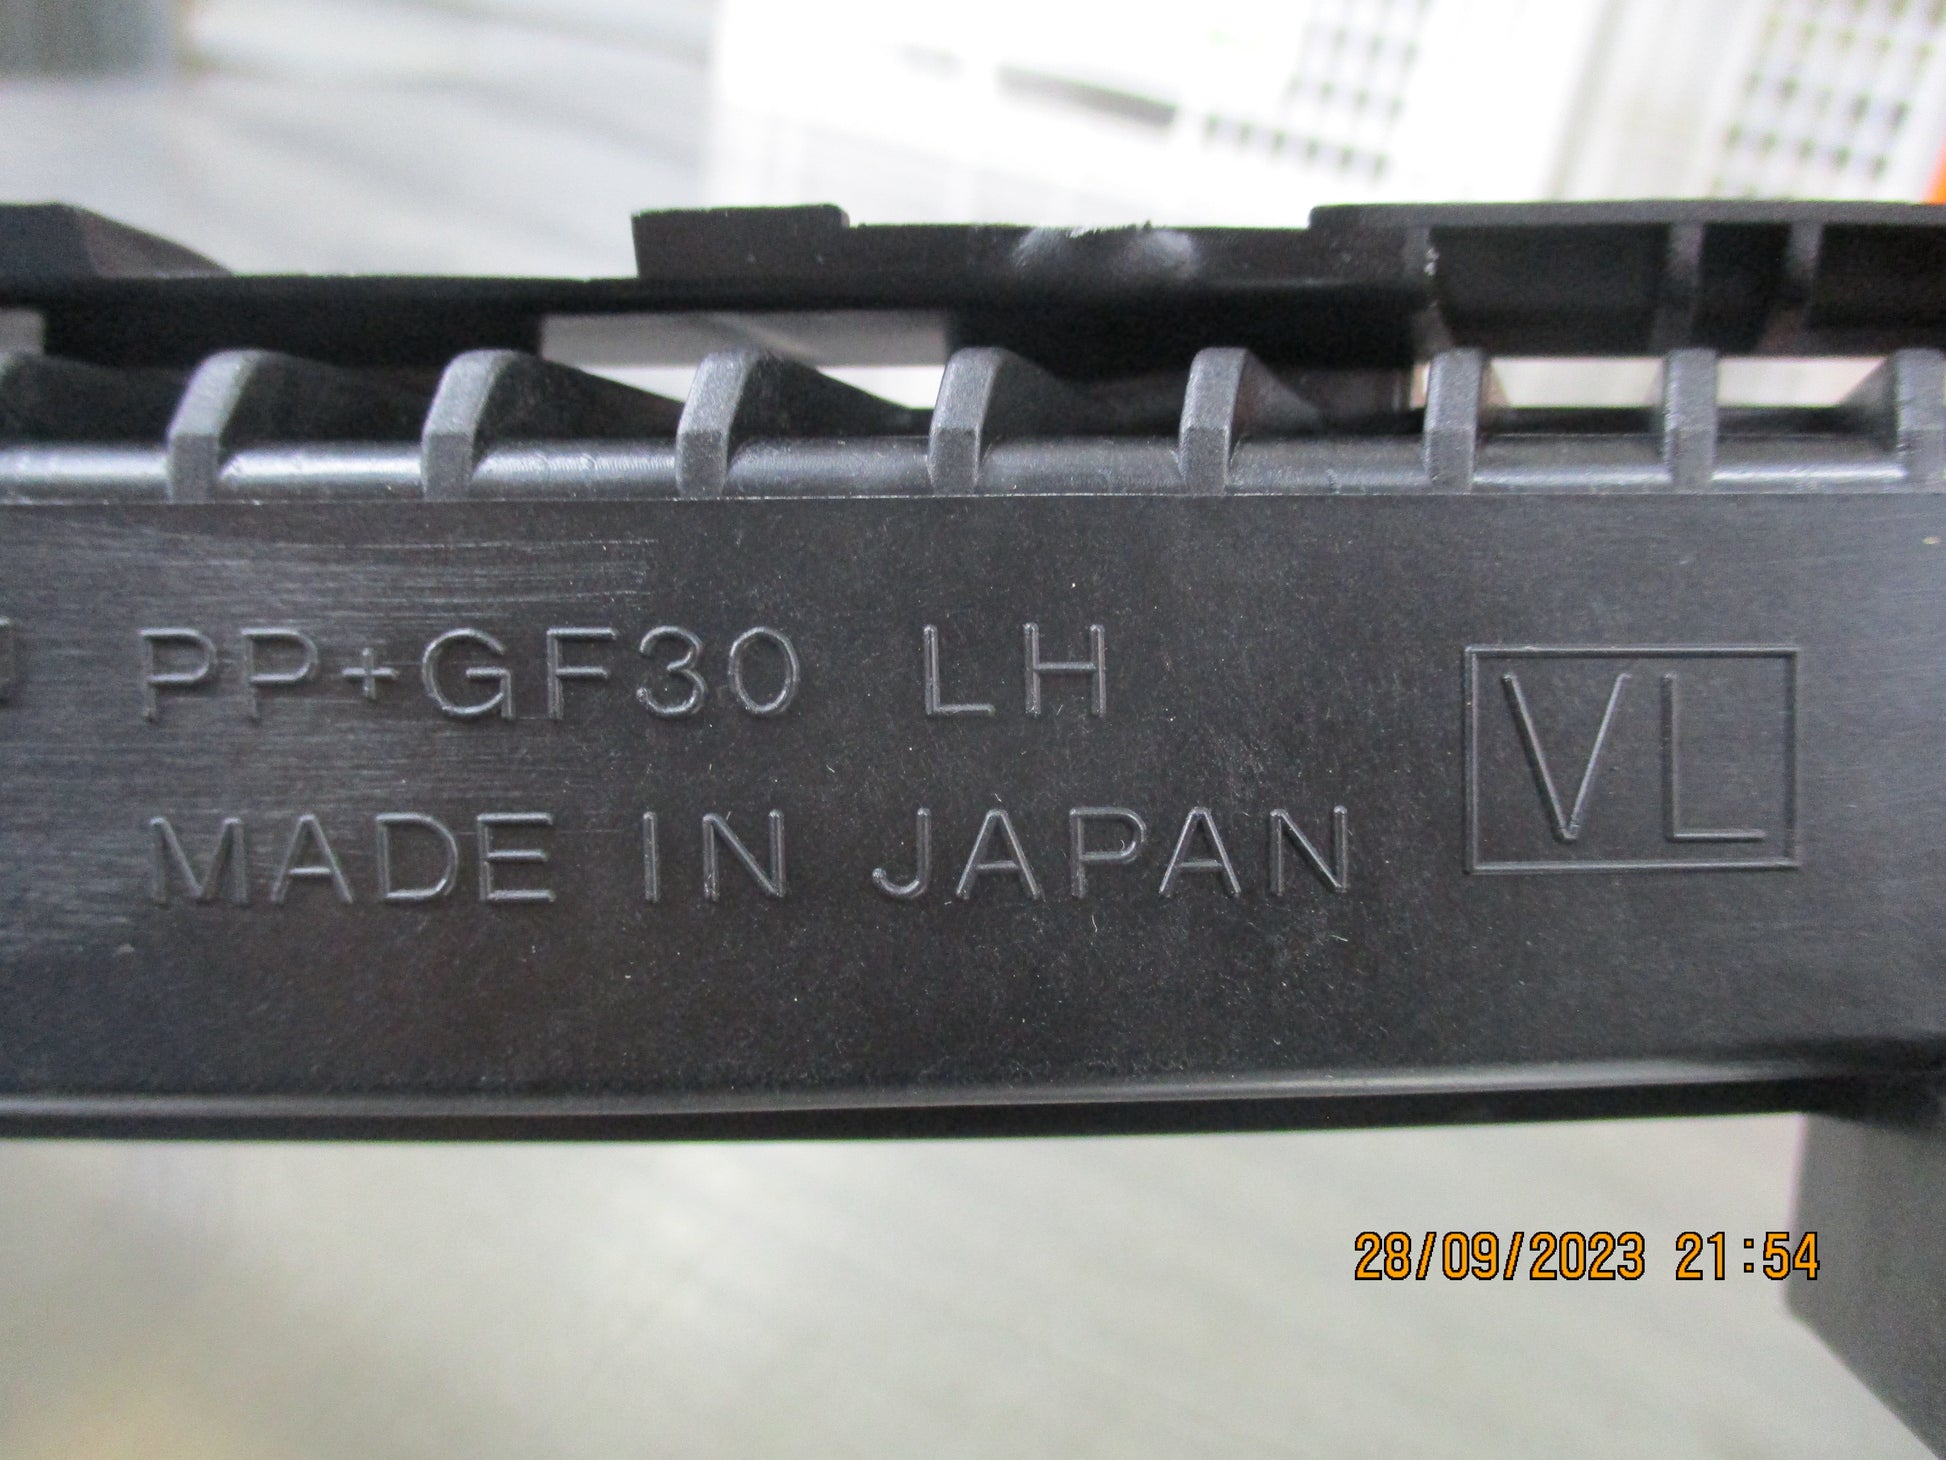 PP+GF30 LH
MADE IN JAPAN
VL
28/09/2023 21:54